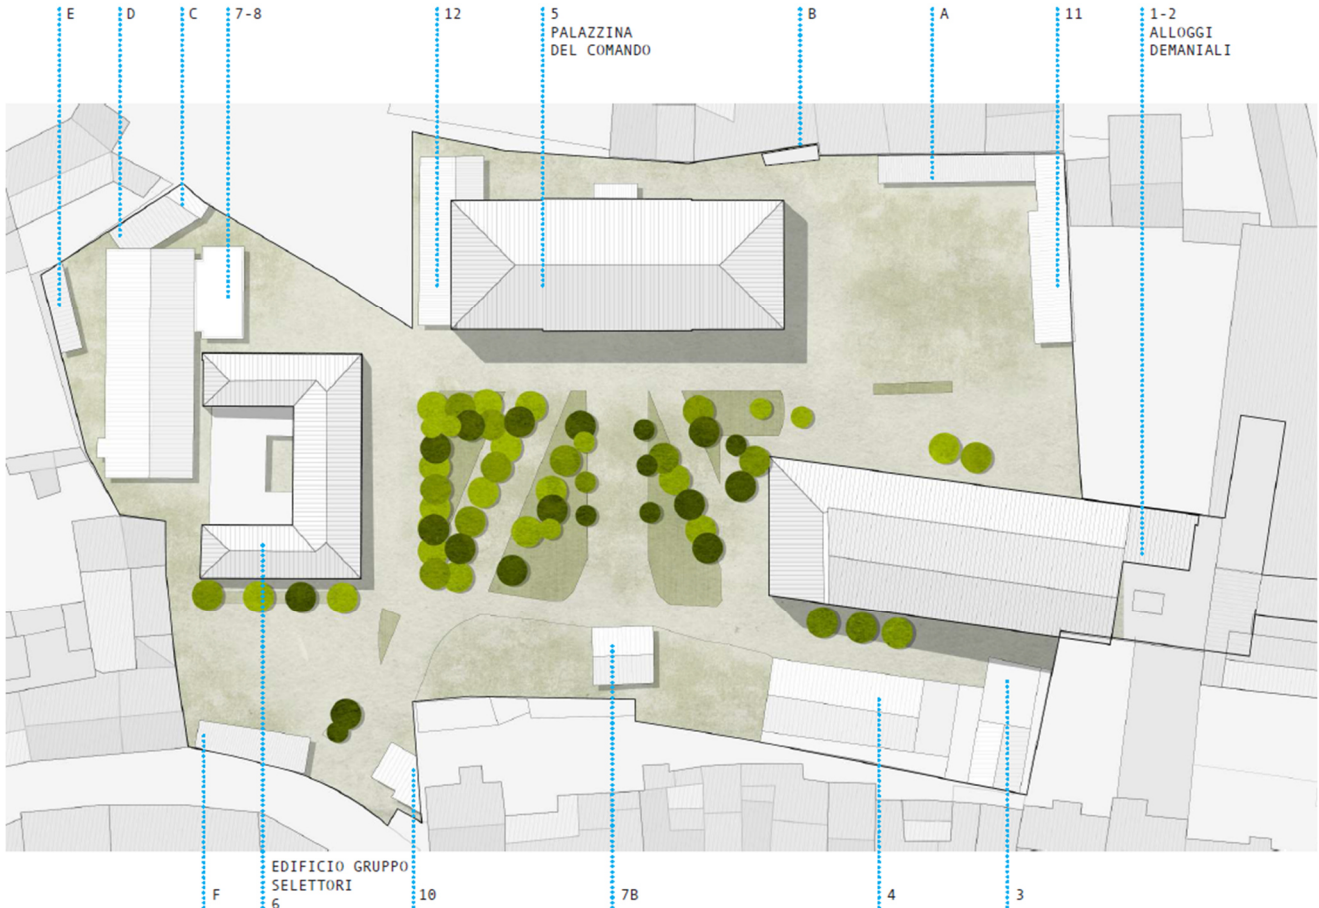 E
D
C
7-8
12
5
PALAZZINA
DEL COMANDO
B
A
11
1-2
ALLOGGI
DEMANIALI
EDIFICIO GRUPPO
SELETTORI
6
F
10
7B
4
3